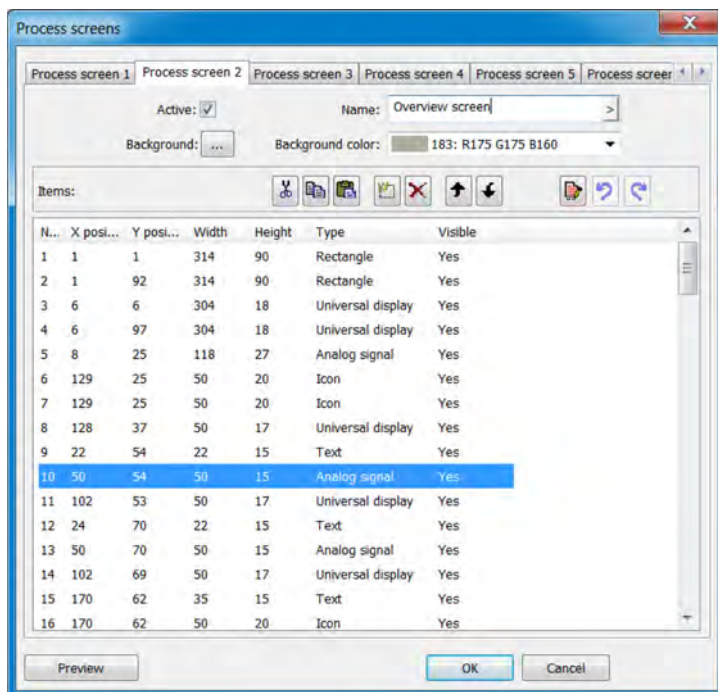 Process screens
Process screen 1 Process screen 2 Process screen 3 Process screen 4 Process screen 5 Process screer
Active: Name: Overview screen >
Background: ... Background color: 183: R175 G175 B160
Items:
N... X posi... Y posi... Width Height Type Visible
1 1 1 314 90 Rectangle Yes
2 1 92 314 90 Rectangle Yes
3 6 6 304 18 Universal display Yes
4 6 97 304 18 Universal display Yes
5 8 25 118 27 Analog signal Yes
6 129 25 50 20 Icon Yes
7 129 25 50 20 Icon Yes
8 128 37 50 17 Universal display Yes
9 22 54 22 15 Text Yes
10 50 54 50 15 Analog signal Yes
11 102 53 50 17 Universal display Yes
12 24 70 22 15 Text Yes
13 50 70 50 15 Analog signal Yes
14 102 69 50 17 Universal display Yes
15 170 62 35 15 Text Yes
16 170 62 50 20 Icon Yes
Preview OK Cancel